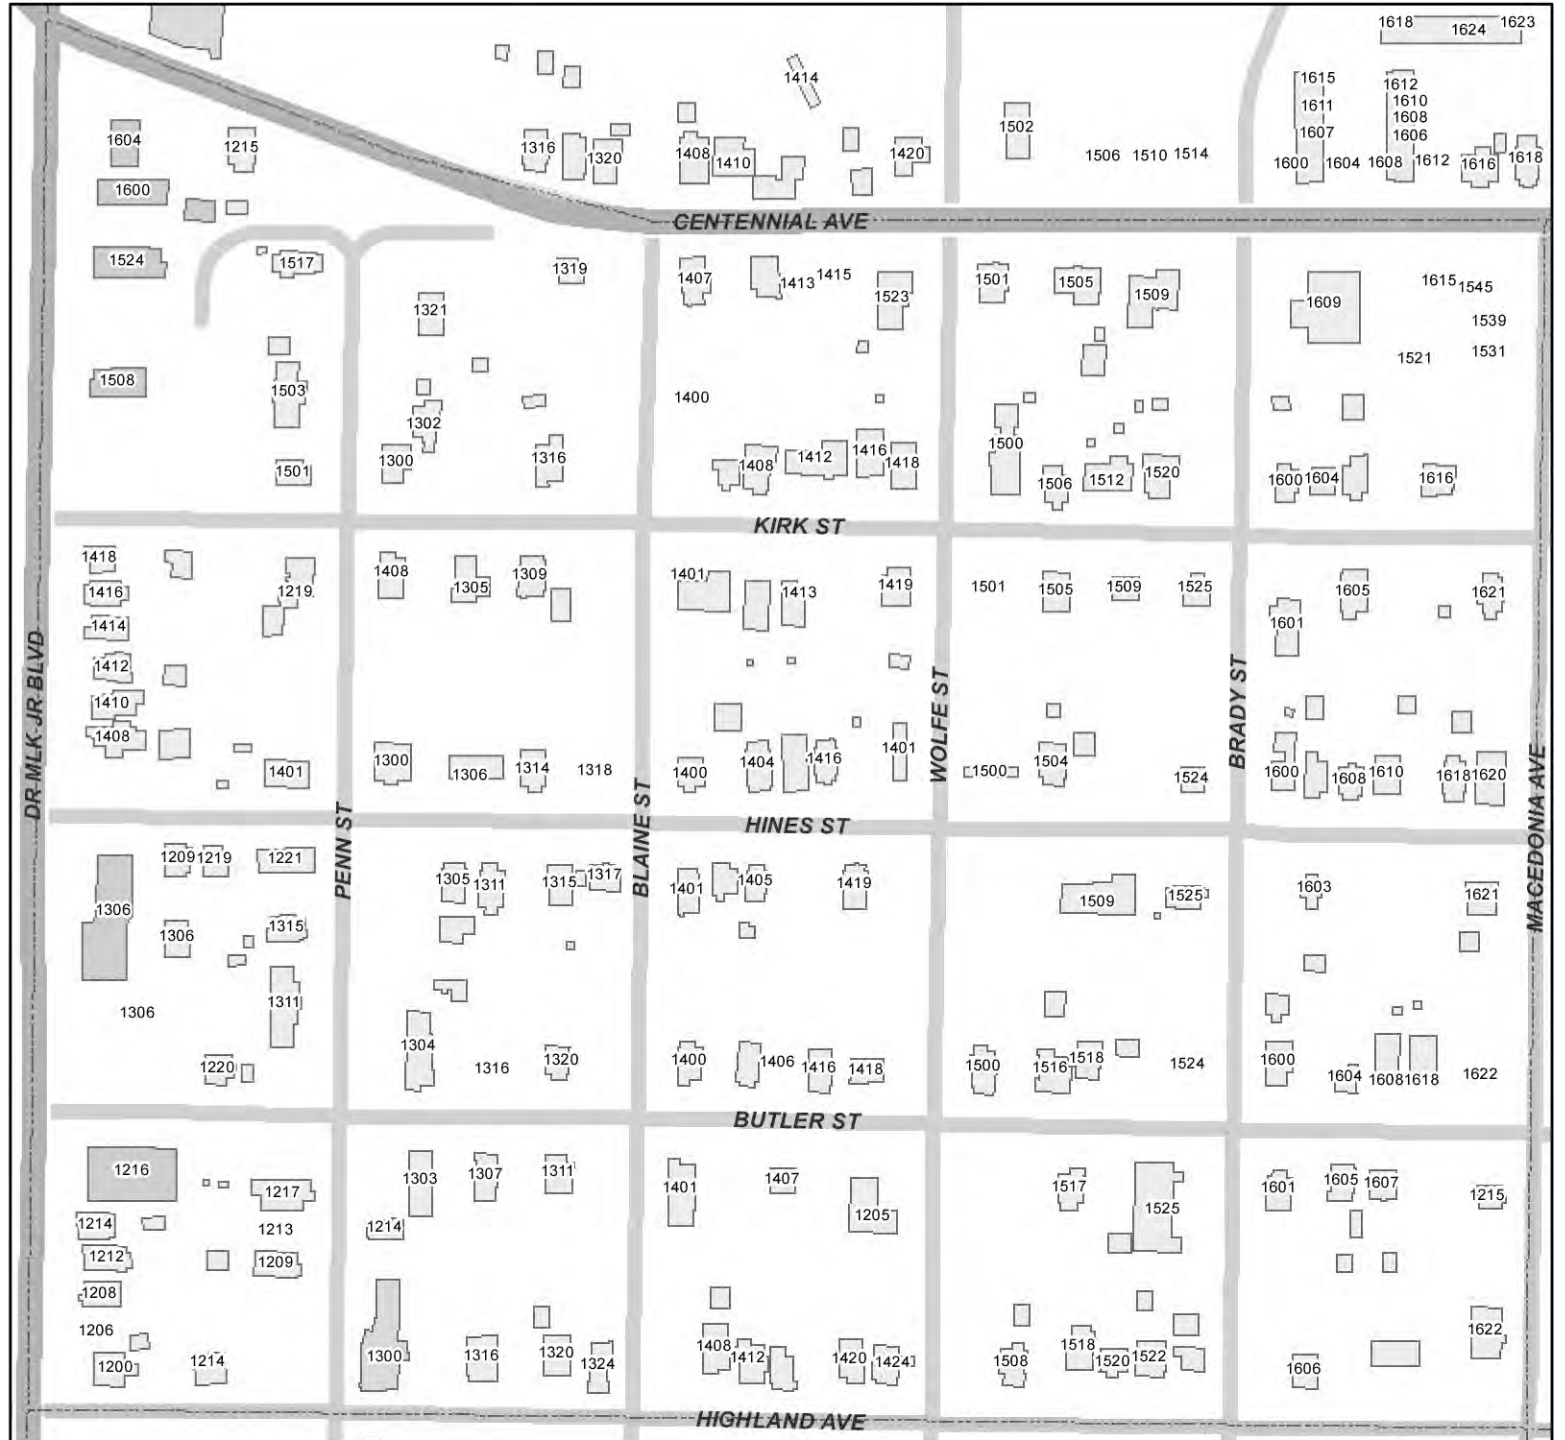 1618 1624 1623
1414
1615 1612
1611 1610
1608
1502
1604 1215 1316 1320 1408 1410 1420 1506 1510 1514 1607 1606
1600 1604 1608 1612 1616 1618
1600
CENTENNIAL AVE
1524 1517 1319 1407 1413 1415 1501 1505 1615 1545
1321 1523 1509 1609 1539
1521 1531
1508 1503 1400
1302 1500
1300 1316 1408 1412 1416 1418 1520
1501 1506 1512 1600 1604 1616
KIRK ST
1418 1408 1305 1309 1401 1413 1419 1501 1505 1509 1525 1605 1621
1416 1219
1414 1601
1412
1410
1408
DR MLK JR BLVD
WOLFE ST
BRADY ST
1401 1300 1306 1314 1318 1400 1404 1416 1401 1500 1504 1524 1600 1608 1610 1618 1620
HINES ST
PENN ST
BLAINE ST
MACEDONIA AVE
1209 1219 1221 1305 1311 1315 1317 1401 1405 1419 1509 1525 1603 1621
1306 1306 1315
1306 1311
1304 1316 1320 1400 1406 1416 1418 1500 1516 1518 1524 1600 1604 1608 1618 1622
1220
BUTLER ST
1216 1217 1303 1307 1311 1401 1407 1517 1601 1605 1607 1215
1214 1213 1214 1205 1525
1212 1209
1208
1206 1622
1200 1214 1300 1316 1320 1324 1408 1412 1420 1424 1508 1518 1520 1522 1606
HIGHLAND AVE